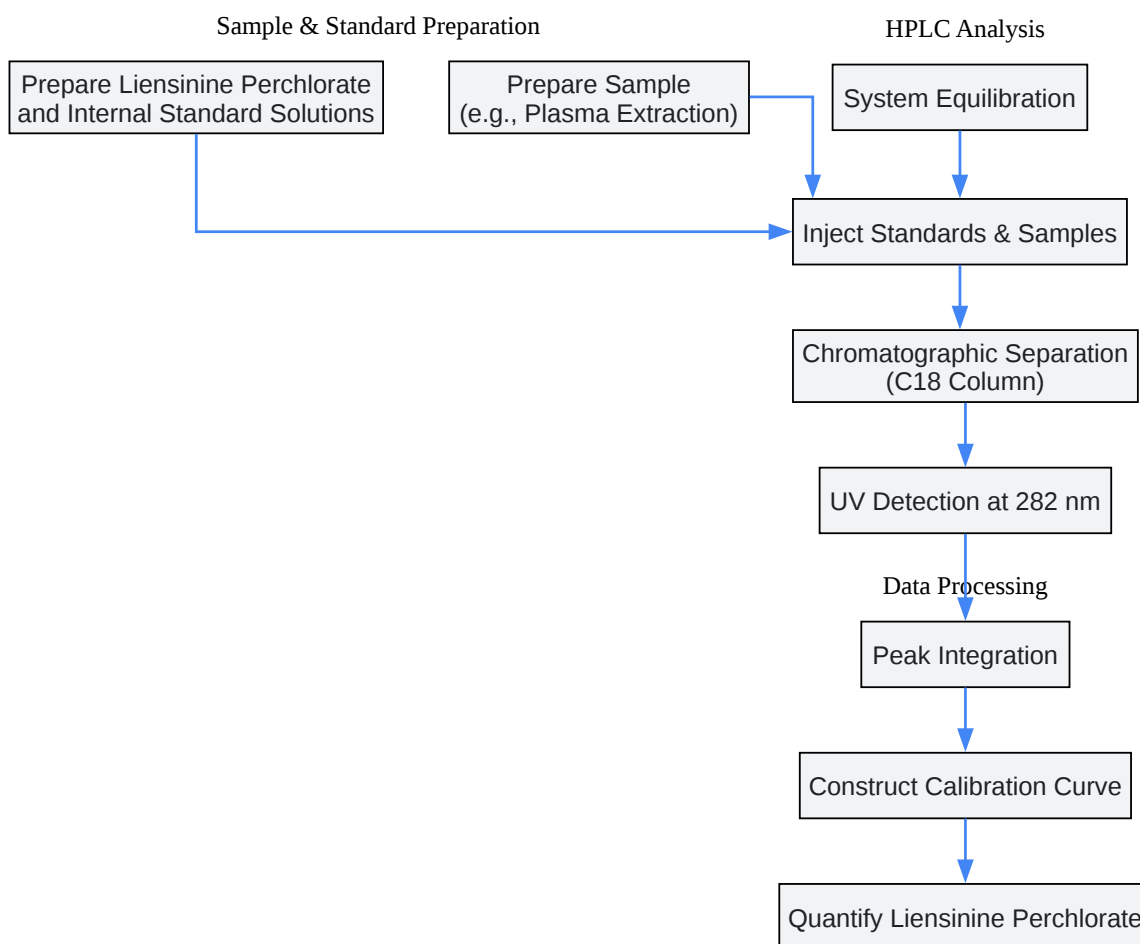 Sample & Standard Preparation
HPLC Analysis
Prepare Liensinine Perchlorate
and Internal Standard Solutions
Prepare Sample
(e.g., Plasma Extraction)
System Equilibration
Inject Standards & Samples
Chromatographic Separation
(C18 Column)
UV Detection at 282 nm
Data Processing
Peak Integration
Construct Calibration Curve
Quantify Liensinine Perchlorate